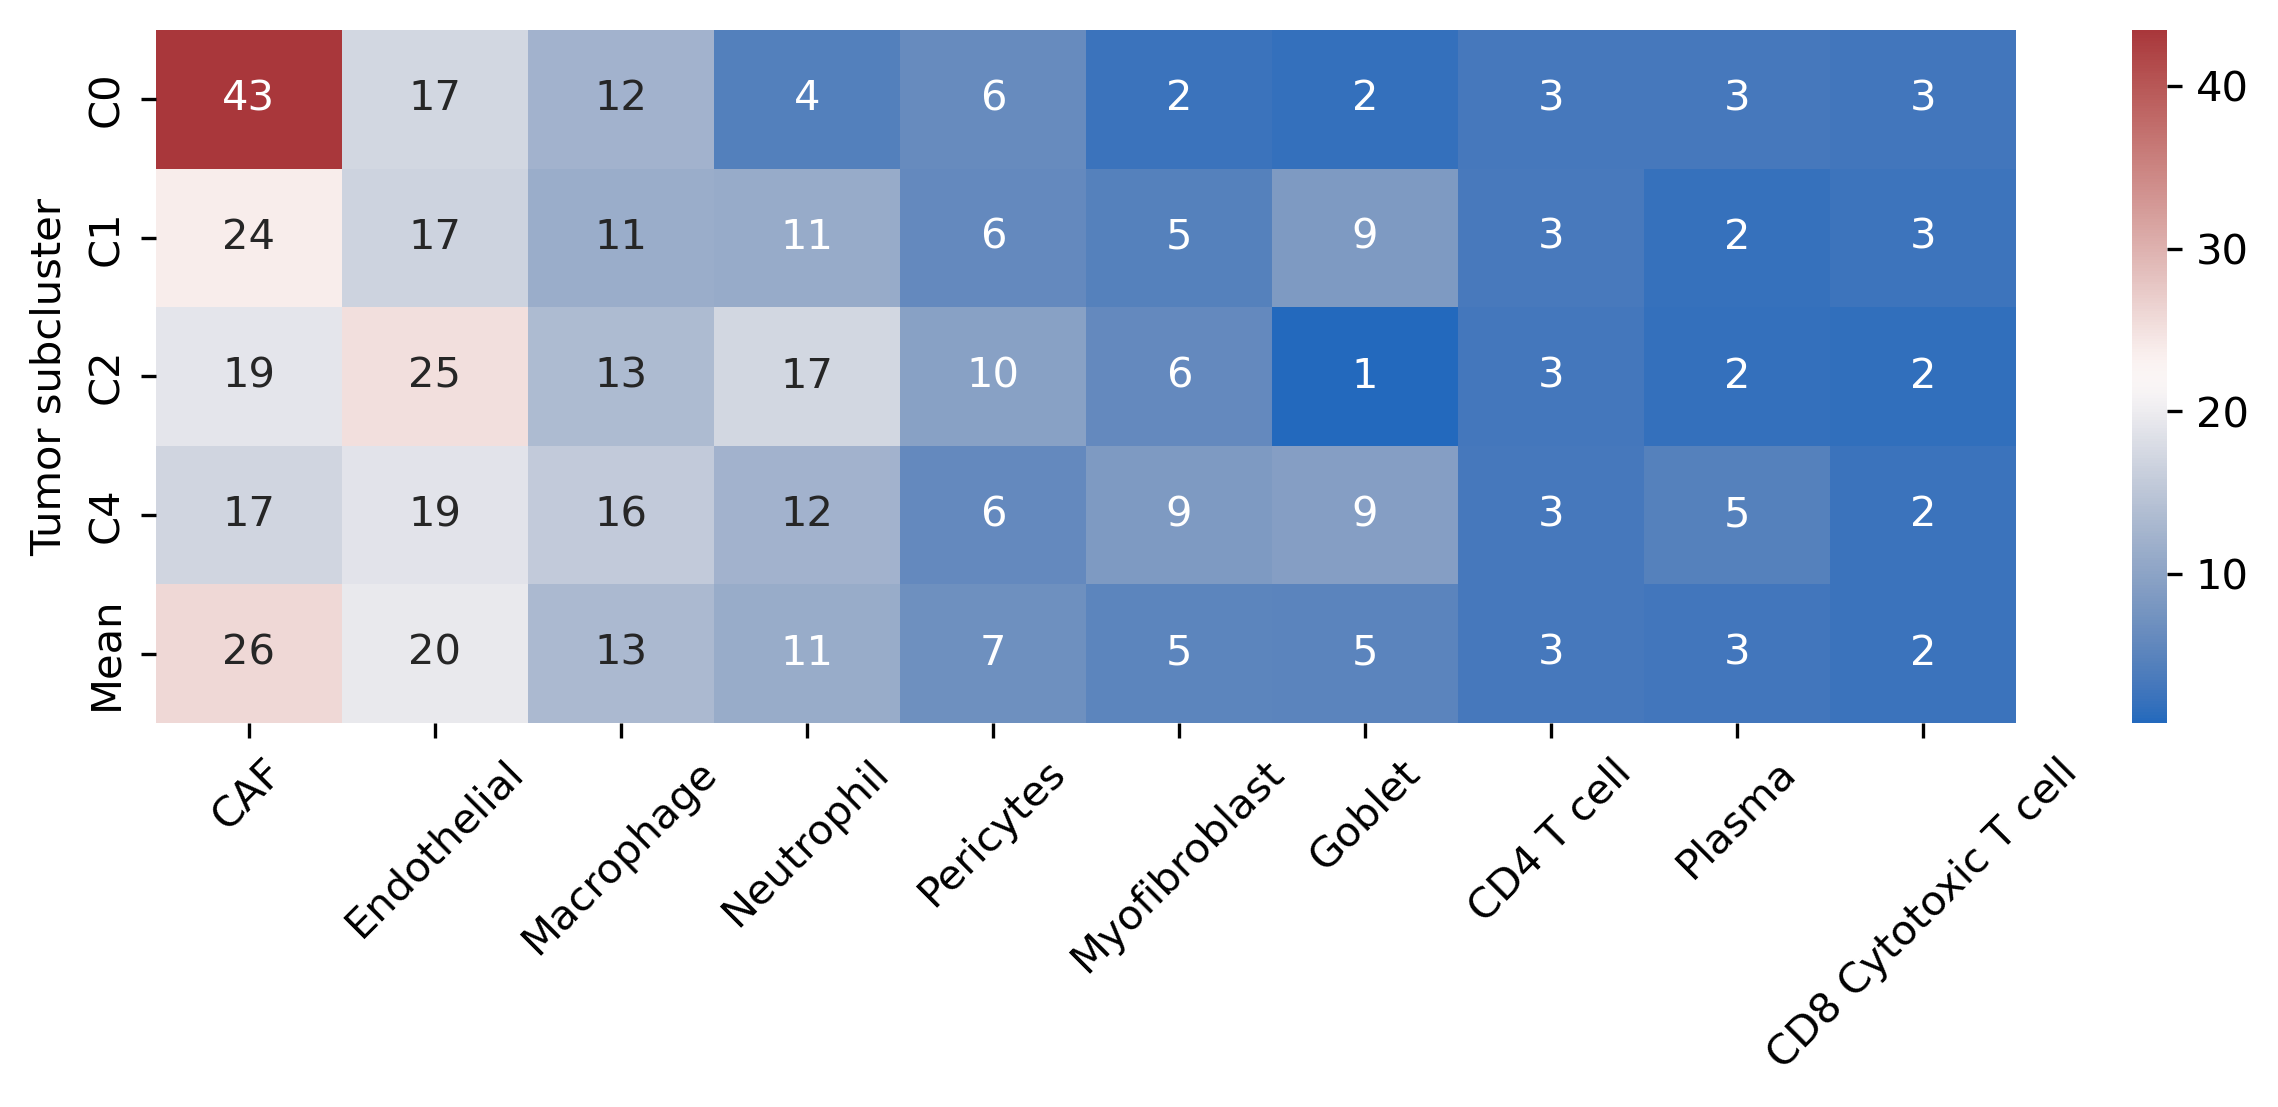 Tumor subcluster
C0 43 17 12 4 6 2 2 3 3 3
C1 24 17 11 11 6 5 9 3 2 3
C2 19 25 13 17 10 6 1 3 2 2
C4 17 19 16 12 6 9 9 3 5 2
Mean 26 20 13 11 7 5 5 3 3 2
CAF
Endothelial
Macrophage
Neutrophil
Pericytes
Myofibroblast
Goblet
CD4 T cell
Plasma
CD8 Cytotoxic T cell
40
30
20
10